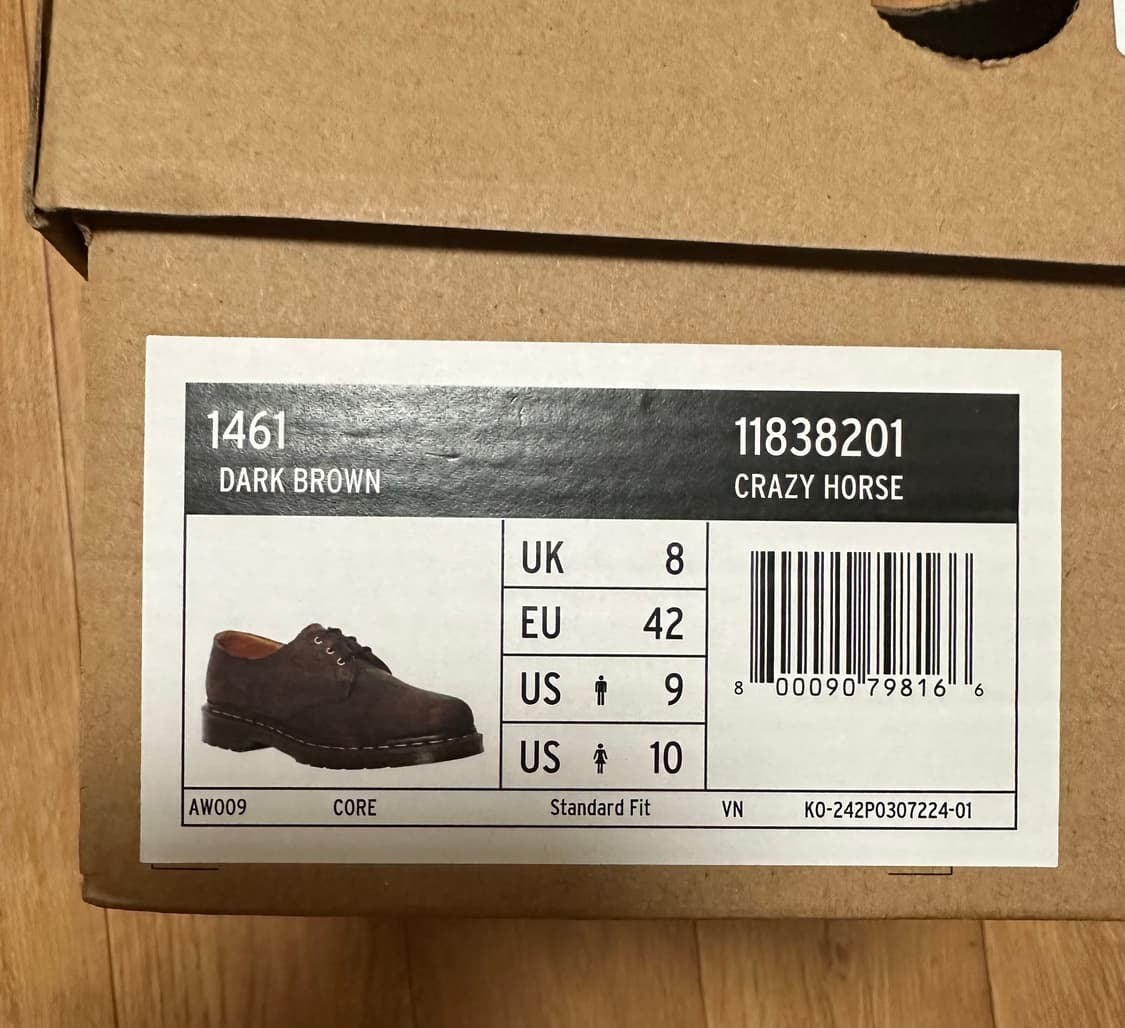 1461 11838201
DARK BROWN CRAZY HORSE
UK 8
EU 42
US 9
US 10
8 00090 79816 6
AW009 CORE Standard Fit VN KO-242P0307224-01